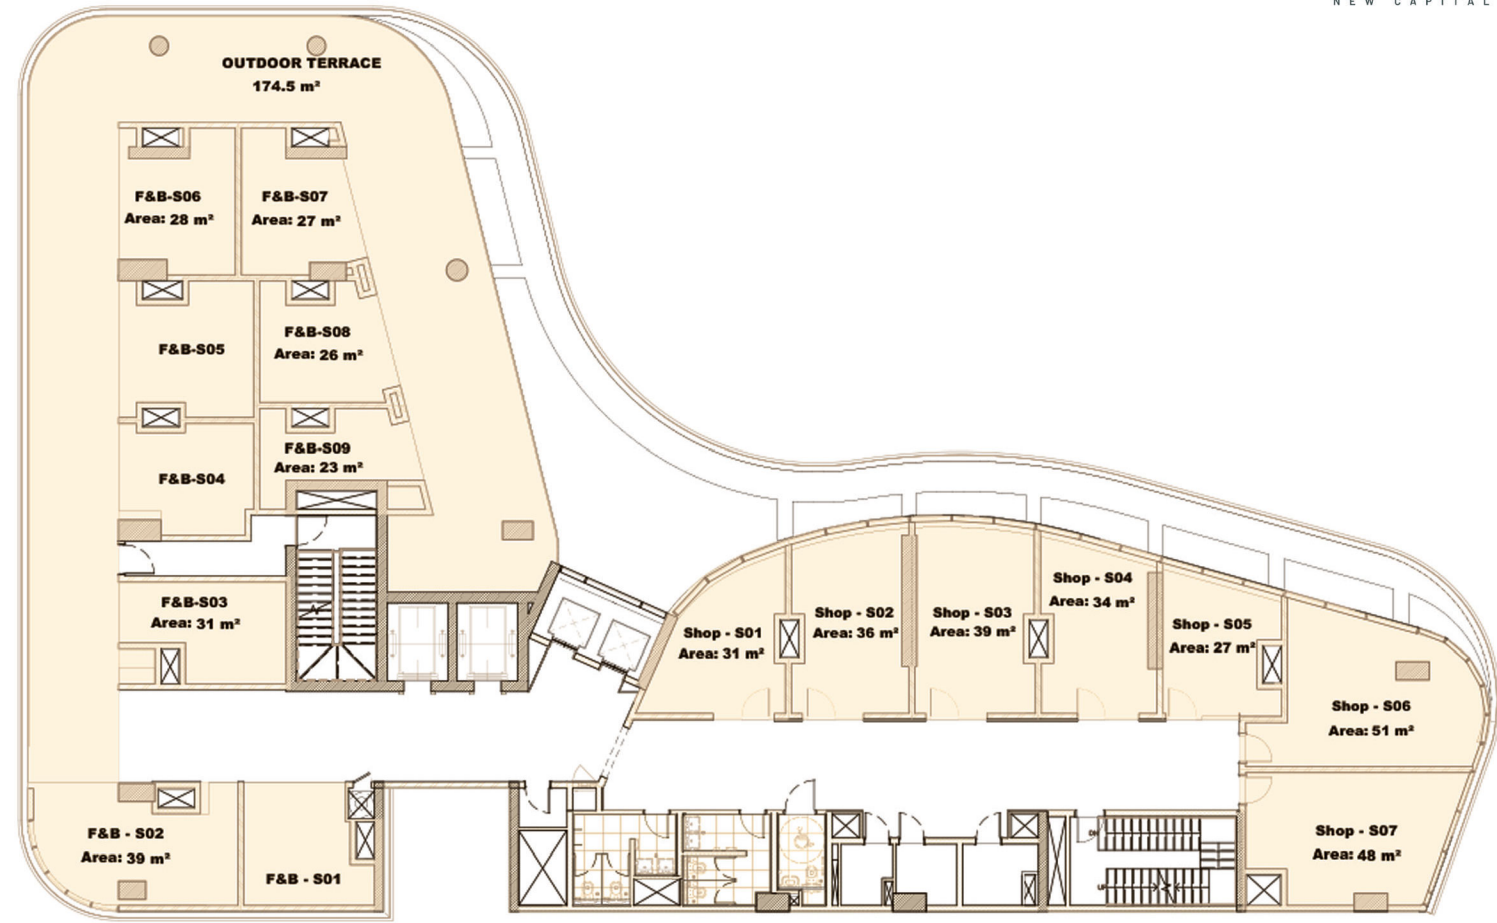 NEW CAPITAL
OUTDOOR TERRACE
174.5 m²
F&B-S06
Area: 28 m²
F&B-S07
Area: 27 m²
F&B-S05
F&B-S08
Area: 26 m²
F&B-S04
F&B-S09
Area: 23 m²
F&B-S03
Area: 31 m²
Shop - S01
Area: 31 m²
Shop - S02
Area: 36 m²
Shop - S03
Area: 39 m²
Shop - S04
Area: 34 m²
Shop - S05
Area: 27 m²
Shop - S06
Area: 51 m²
F&B - S02
Area: 39 m²
F&B - S01
Shop - S07
Area: 48 m²
DN
UP